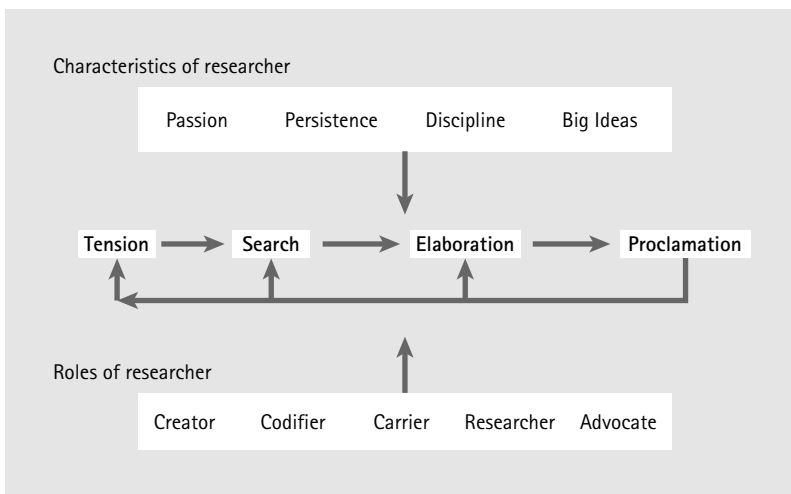 Characteristics of researcher
Passion Persistence Discipline Big Ideas
Tension Search Elaboration Proclamation
Roles of researcher
Creator Codifier Carrier Researcher Advocate